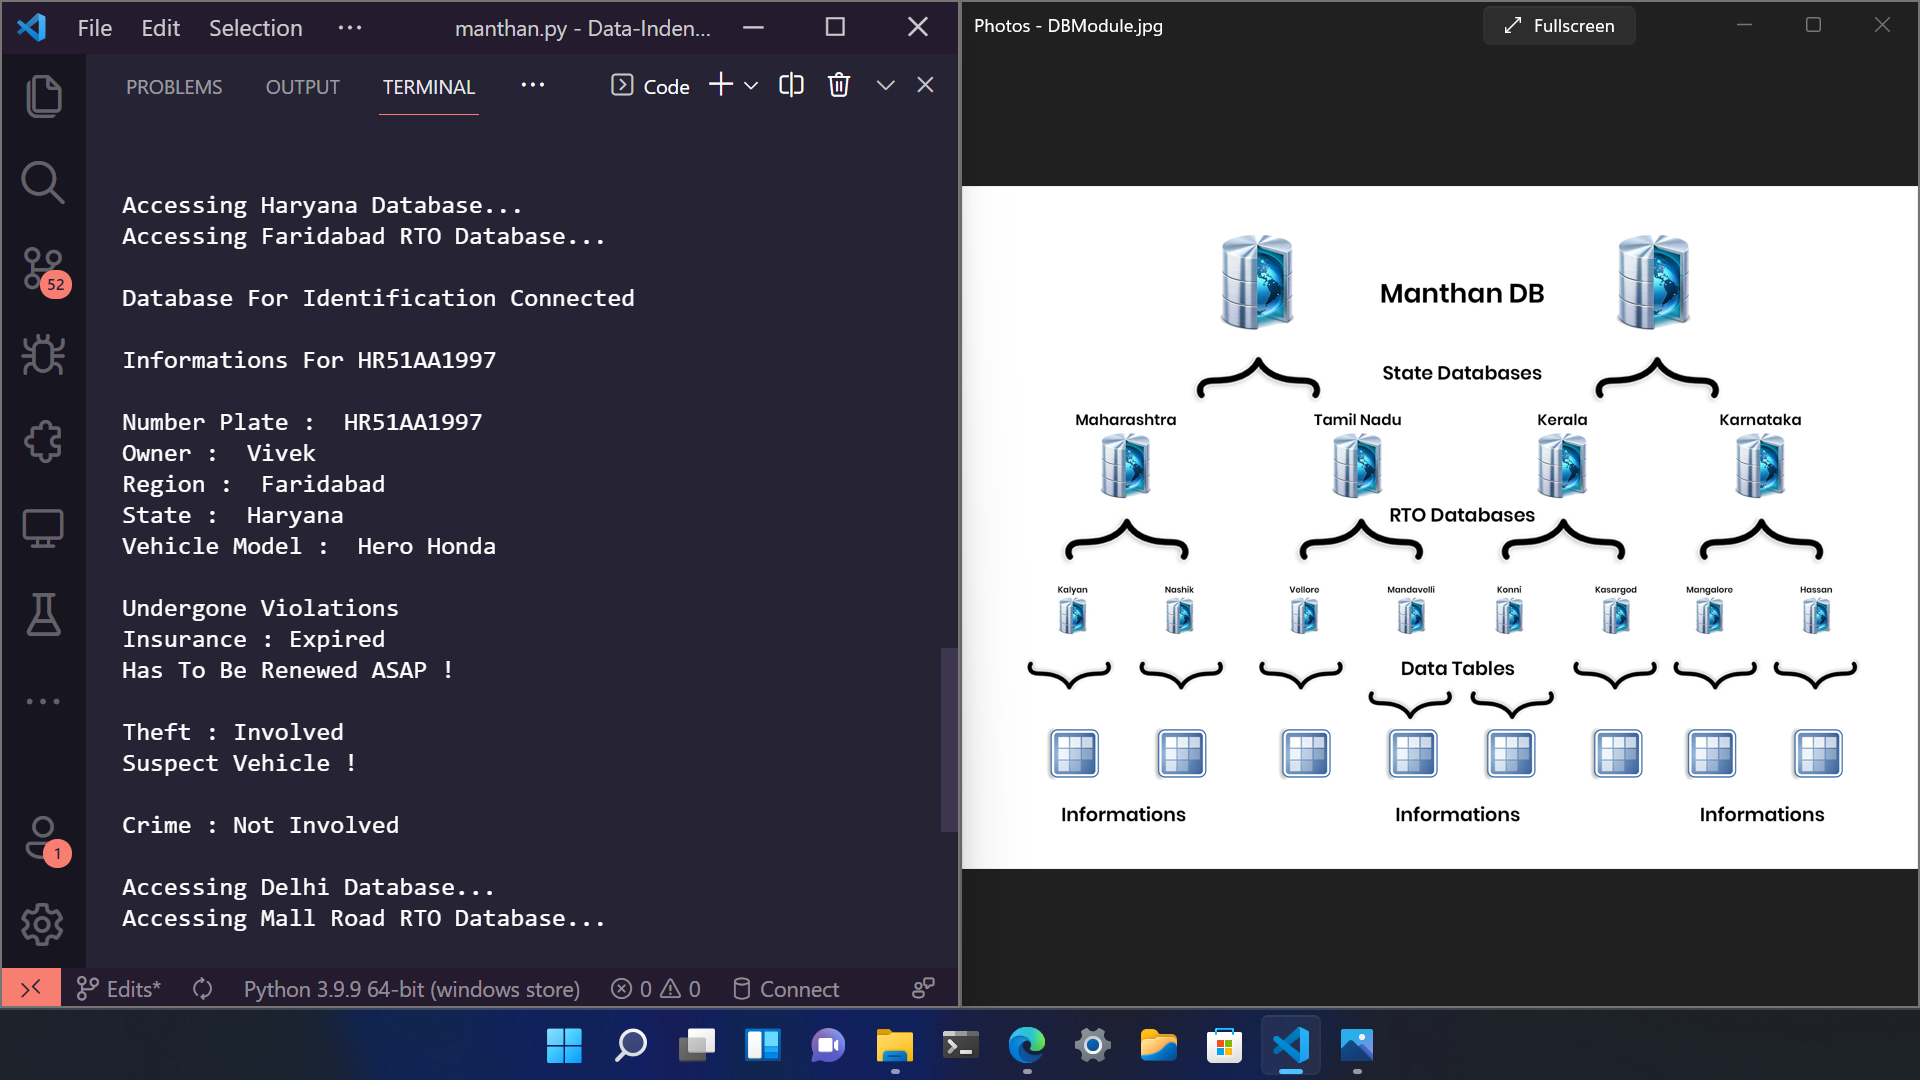 File Edit Selection ··· manthan.py - Data-Inden...
PROBLEMS OUTPUT TERMINAL ··· Code
Accessing Haryana Database...
Accessing Faridabad RTO Database...
Database For Identification Connected
Informations For HR51AA1997
Number Plate :  HR51AA1997
Owner :  Vivek
Region :  Faridabad
State :  Haryana
Vehicle Model :  Hero Honda
Undergone Violations
Insurance : Expired
Has To Be Renewed ASAP !
Theft : Involved
Suspect Vehicle !
Crime : Not Involved
Accessing Delhi Database...
Accessing Mall Road RTO Database...
52
1
Edits* Python 3.9.9 64-bit (windows store) 0 0 Connect
Photos - DBModule.jpg Fullscreen
Manthan DB
State Databases
Maharashtra Tamil Nadu Kerala Karnataka
RTO Databases
Kalyan Nashik Vellore Mandavelli Konni Kasargod Mangalore Hassan
Data Tables
Informations Informations Informations